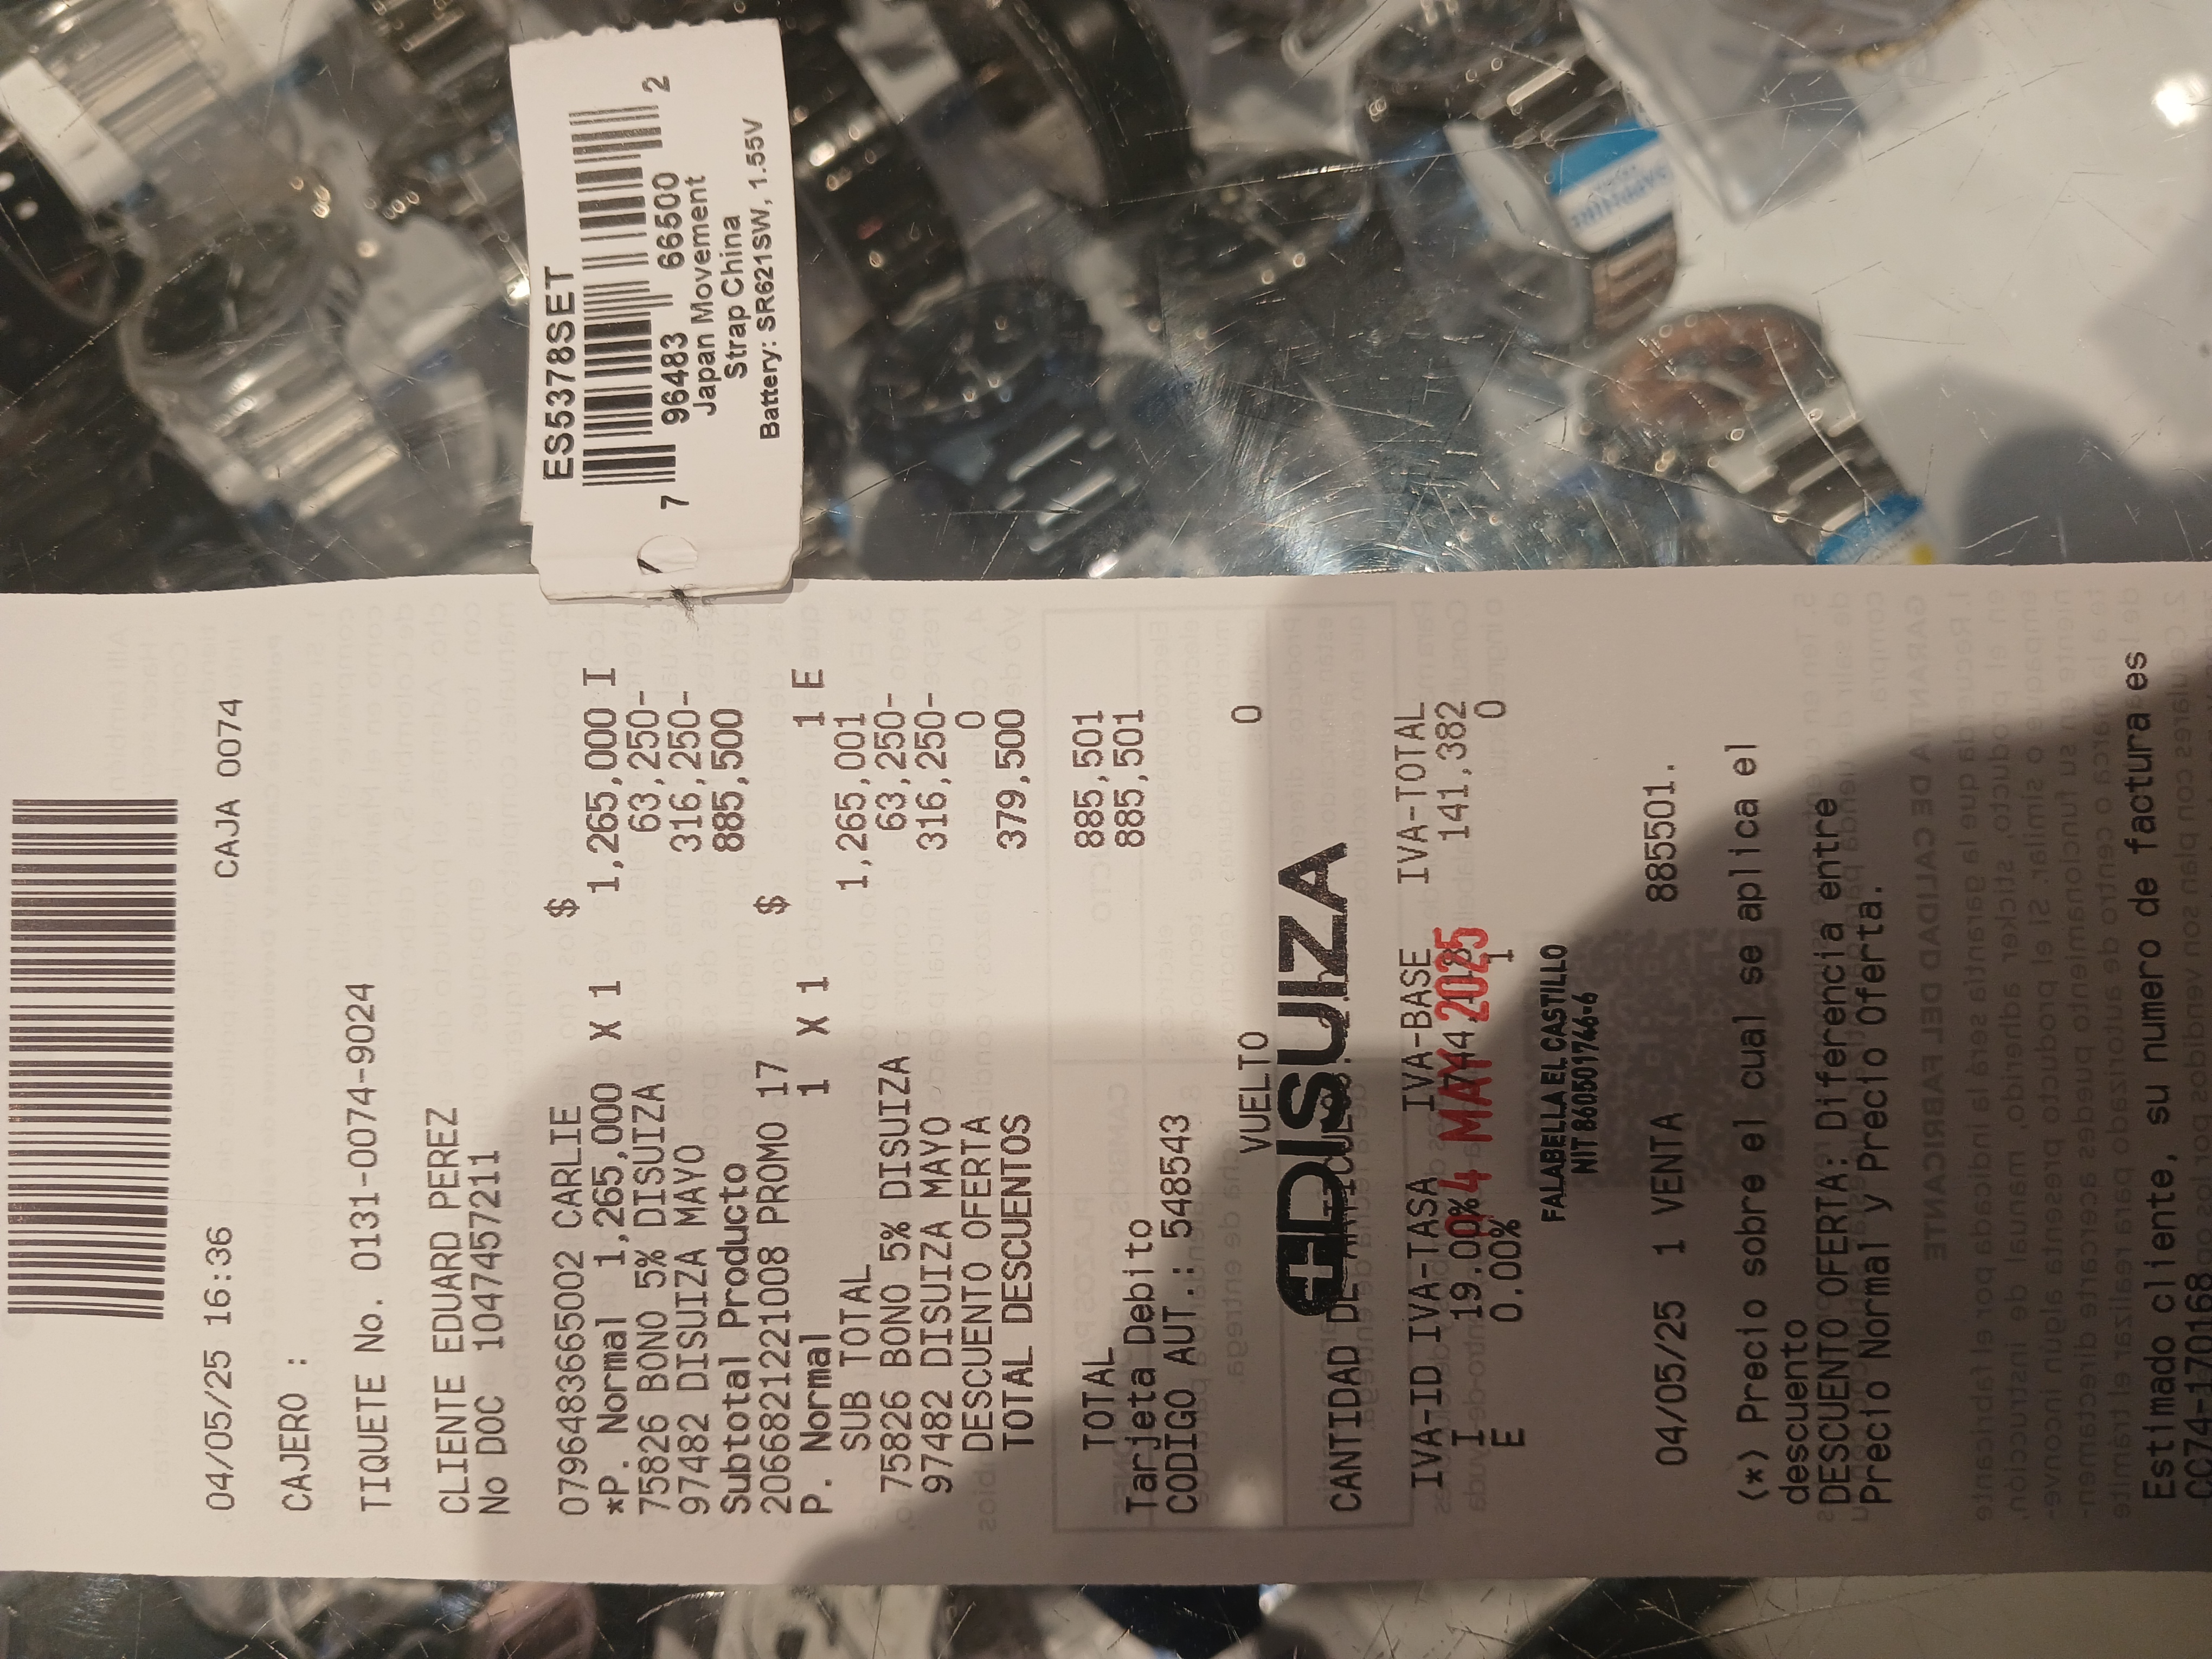 ES5378SET
7 96483 66500 2
Japan Movement
Strap China
Battery: SR621SW, 1.55V
04/05/25 16:36 CAJA 0074
CAJERO :
TIQUETE No. 0131-0074-9024
CLIENTE EDUARD PEREZ
No DOC 1047457211
0796483665002 CARLIE $
*P. Normal 1,265,000 X 1 1,265,000 I
75826 BONO 5% DISUIZA 63,250-
97482 DISUIZA MAYO 316,250-
Subtotal Producto 885,500
2066821221008 PROMO 17 $
P. Normal 1 X 1 1 E
SUB TOTAL 1,265,001
75826 BONO 5% DISUIZA 63,250-
97482 DISUIZA MAYO 316,250-
DESCUENTO OFERTA 0
TOTAL DESCUENTOS 379,500
TOTAL 885,501
Tarjeta Debito 885,501
CODIGO AUT.: 548543
VUELTO 0
DISUIZA
CANTIDAD DE
IVA-ID IVA-TASA IVA-BASE IVA-TOTAL
I 19.00% 141,382
E 0.00% 1 0
4 MAY 2025
FALABELLA EL CASTILLO
NIT 860501746-6
04/05/25 1 VENTA 885501.
(*) Precio sobre el cual se aplica el
descuento
DESCUENTO OFERTA: Diferencia entre
Precio Normal y Precio Oferta.
Estimado cliente, su numero de factura es
CC74-170168